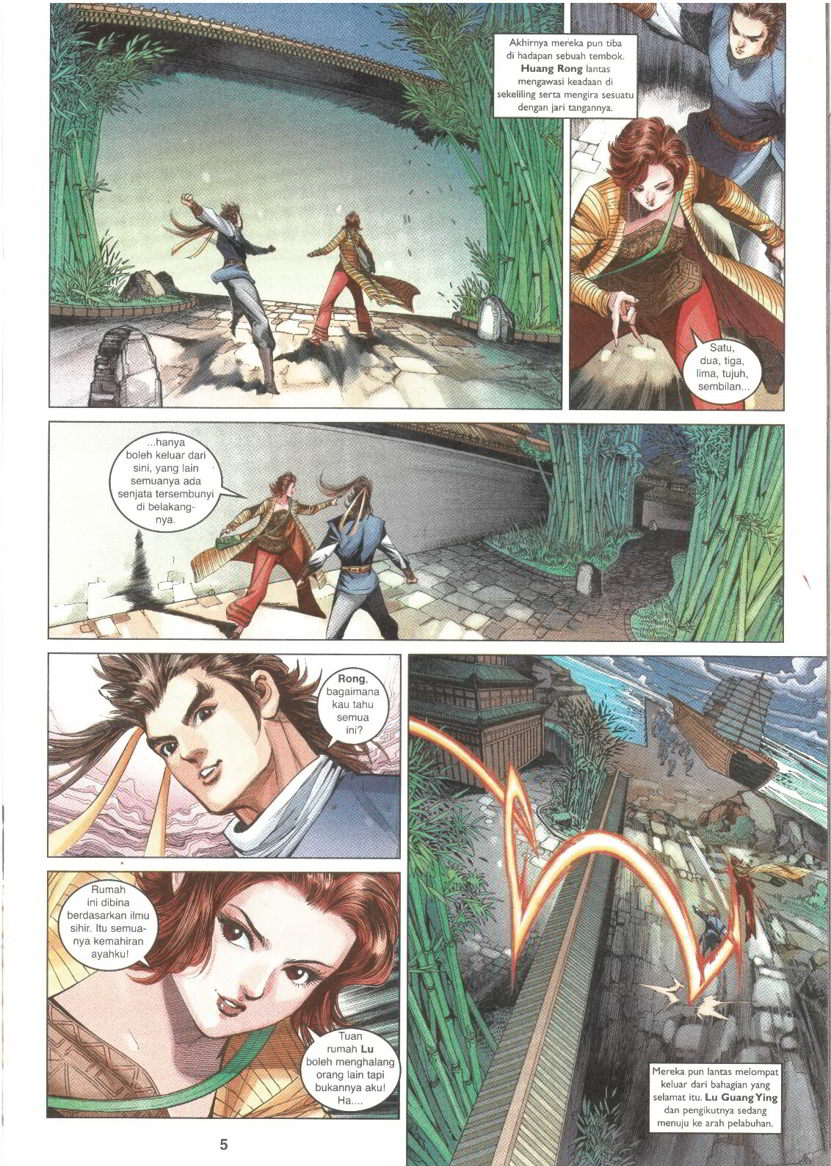 Akhirnya mereka pun tiba
di hadapan sebuah tembok.
Huang Rong lantas
mengawasi keadaan di
sekeliling serta mengira sesuatu
dengan jari tangannya.
Satu,
dua, tiga,
lima, tujuh,
sembilan...
...hanya
boleh keluar dari
sini, yang lain
semuanya ada
senjata tersembunyi
di belakang-
nya.
Rong,
bagaimana
kau tahu
semua
ini?
Rumah
ini dibina
berdasarkan ilmu
sihir. Itu semua-
nya kemahiran
ayahku!
Tuan
rumah Lu
boleh menghalang
orang lain tapi
bukannya aku!
Ha....
Mereka pun lantas melompat
keluar dari bahagian yang
selamat itu. Lu Guang Ying
dan pengikutnya sedang
menuju ke arah pelabuhan.
5